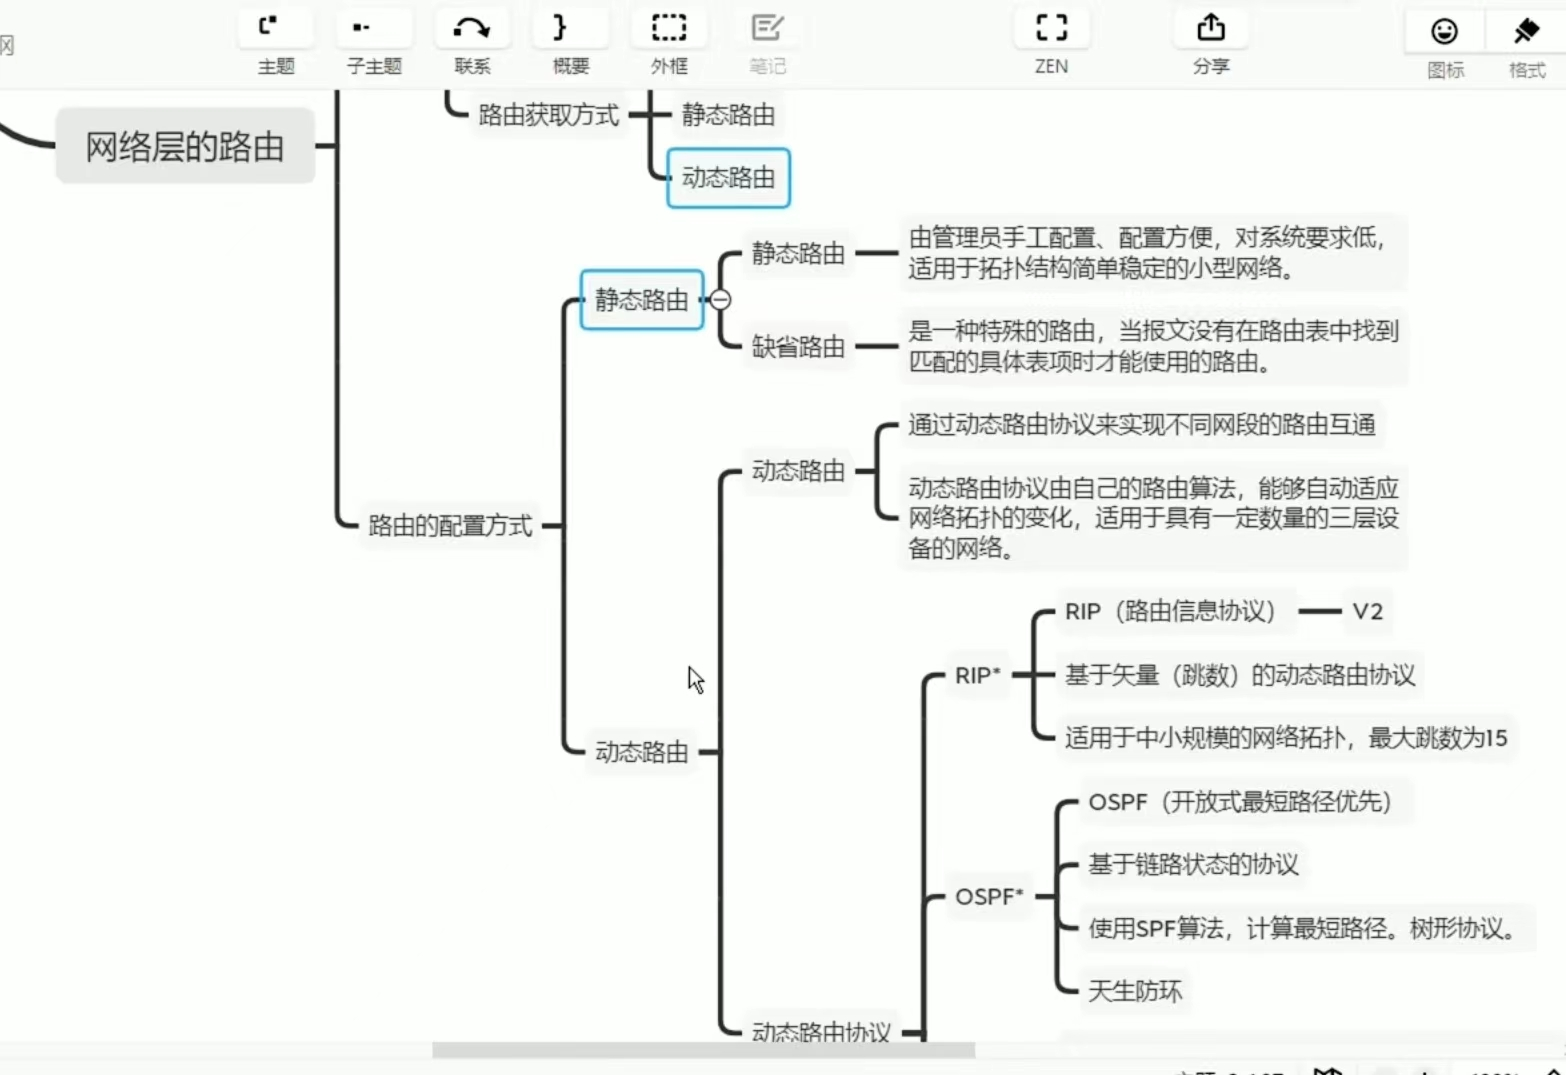 网
主题
子主题
联系
概要
外框
笔记
ZEN
分享
图标
格式
网络层的路由
路由获取方式
静态路由
动态路由
路由的配置方式
静态路由
静态路由
由管理员手工配置、配置方便，对系统要求低，
适用于拓扑结构简单稳定的小型网络。
缺省路由
是一种特殊的路由，当报文没有在路由表中找到
匹配的具体表项时才能使用的路由。
动态路由
动态路由
通过动态路由协议来实现不同网段的路由互通
动态路由协议由自己的路由算法，能够自动适应
网络拓扑的变化，适用于具有一定数量的三层设
备的网络。
动态路由协议
RIP*
RIP（路由信息协议）
V2
基于矢量（跳数）的动态路由协议
适用于中小规模的网络拓扑，最大跳数为15
OSPF*
OSPF（开放式最短路径优先）
基于链路状态的协议
使用SPF算法，计算最短路径。树形协议。
天生防环